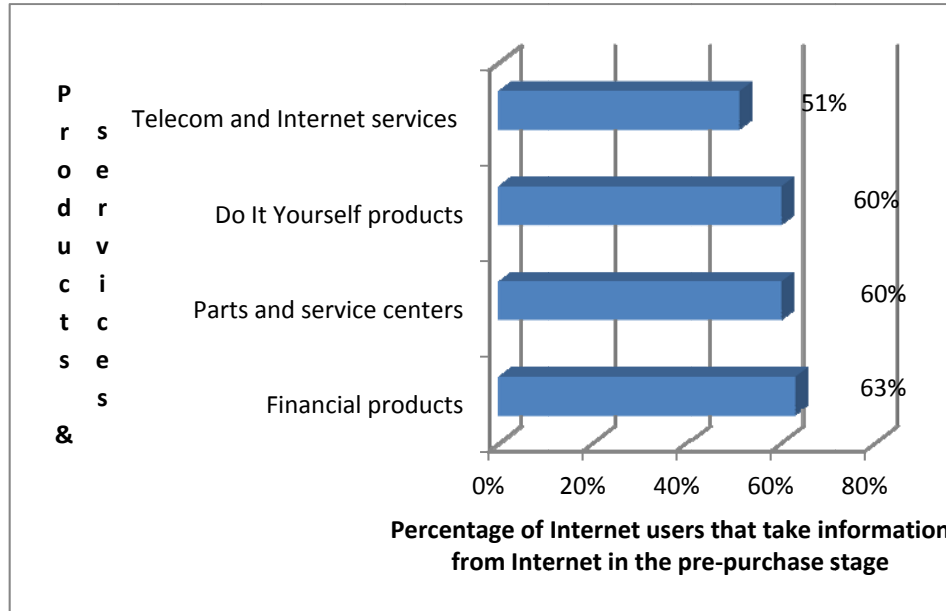 Products &
services
Telecom and Internet services
51%
Do It Yourself products
60%
Parts and service centers
60%
Financial products
63%
0% 20% 40% 60% 80%
Percentage of Internet users that take information
from Internet in the pre-purchase stage